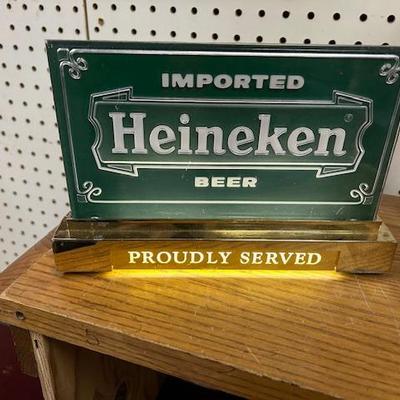 IMPORTED
Heineken
BEER
PROUDLY SERVED